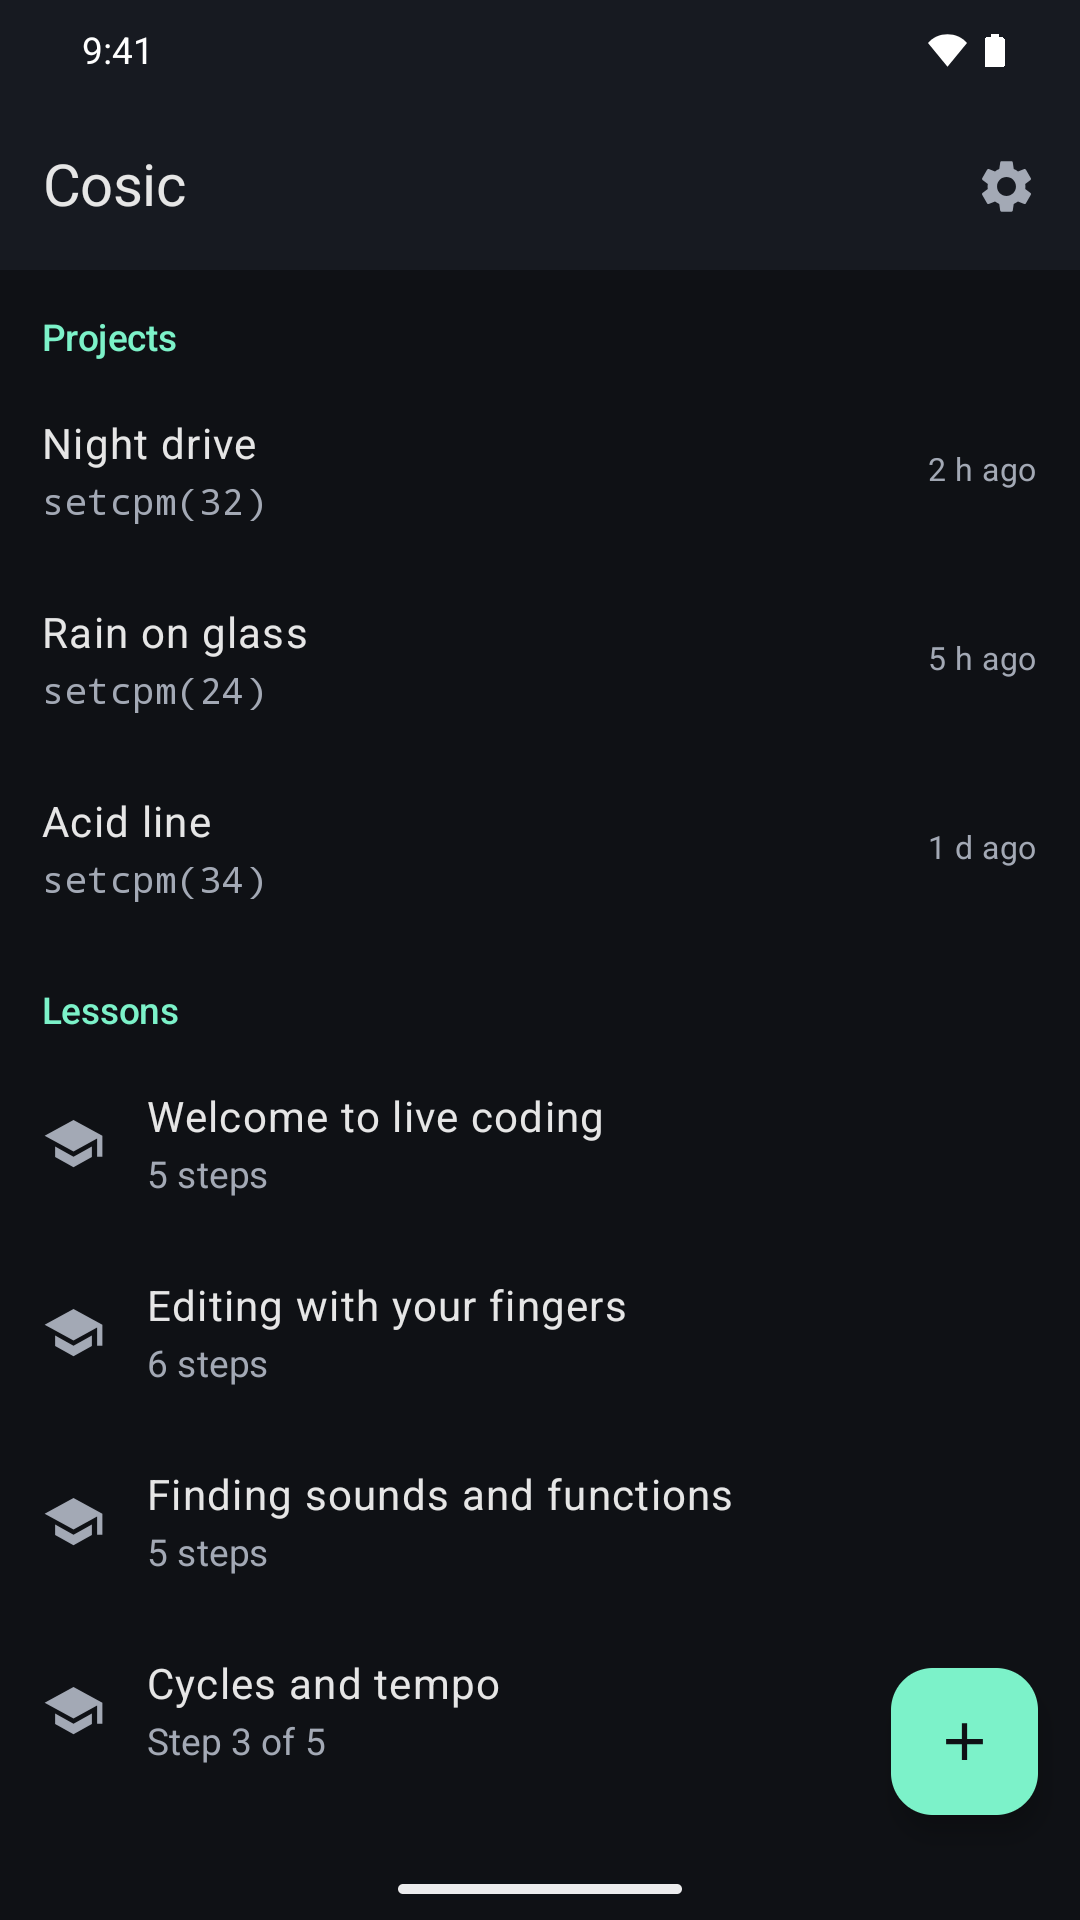 9:41
Cosic
Projects
Night drive
setcpm(32)
2 h ago
Rain on glass
setcpm(24)
5 h ago
Acid line
setcpm(34)
1 d ago
Lessons
Welcome to live coding
5 steps
Editing with your fingers
6 steps
Finding sounds and functions
5 steps
Cycles and tempo
Step 3 of 5